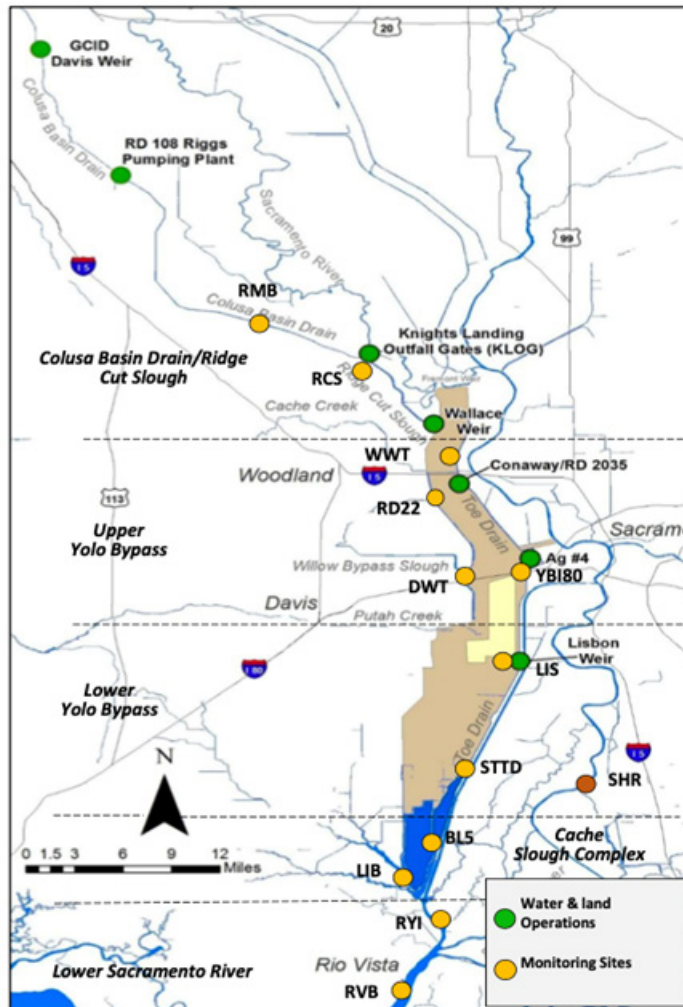 GCID
Davis Weir
20
Colusa Basin Drain
RD 108 Riggs
Pumping Plant
Sacramento River
99
I 5
RMB
Colusa Basin Drain
Knights Landing
Outfall Gates (KLOG)
Colusa Basin Drain/Ridge
Cut Slough
RCS
Ridge Cut Slough
Fremont Weir
Cache Creek
Wallace
Weir
WWT
Woodland
I 5
Conaway/RD 2035
113
RD22
Toe Drain
Sacrame
Upper
Yolo Bypass
Ag #4
Willow Bypass Slough
DWT
YBI80
Davis
Putah Creek
Lisbon
Weir
I 80
LIS
Lower
Yolo Bypass
Toe Drain
N
STTD
I 5
SHR
0 1.5 3 6 9 12
Miles
BL5
Cache
Slough Complex
LIB
RYI
Water & land
Operations
Lower Sacramento River
Rio Vista
Monitoring Sites
RVB